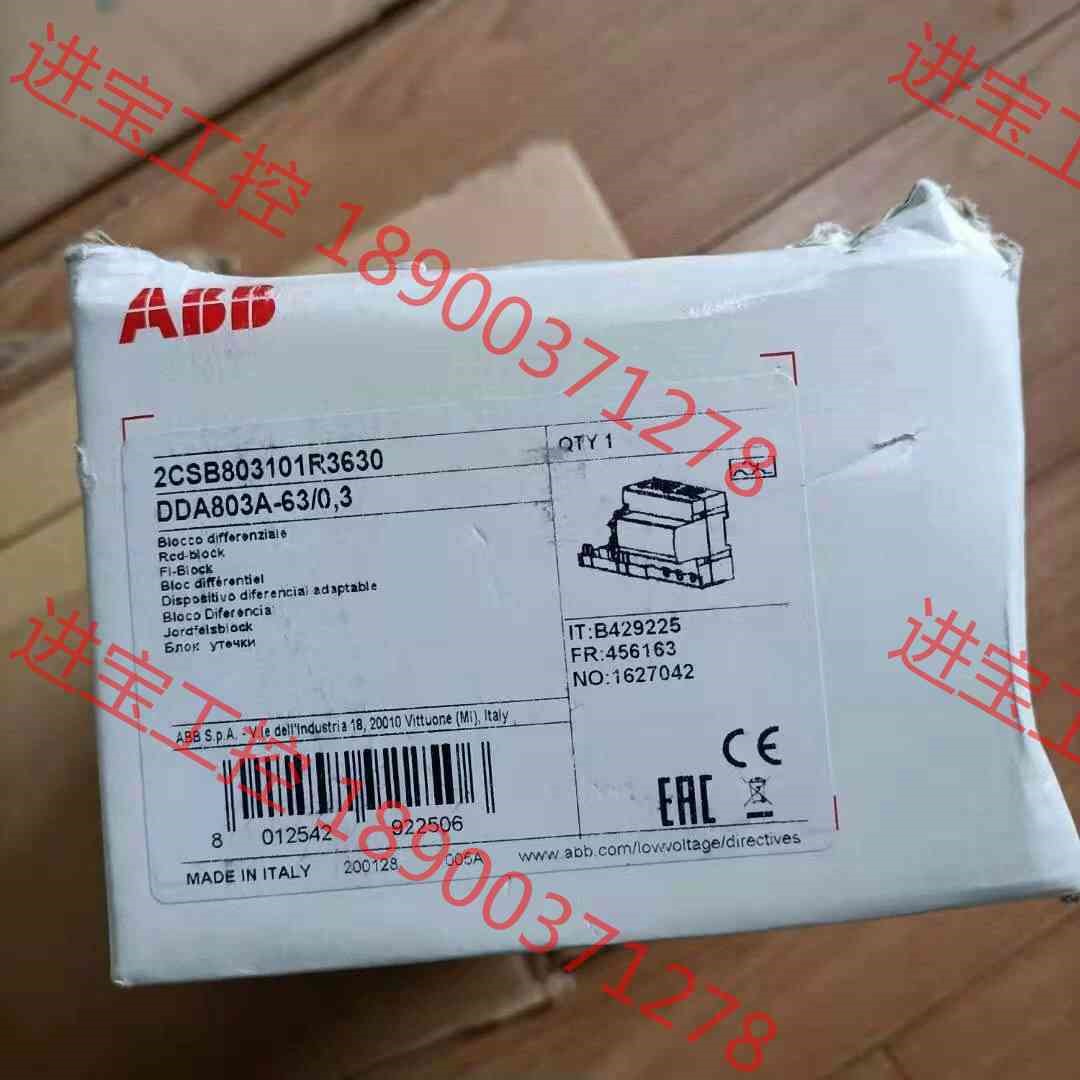 进宝工控 18900371278
进宝工
ABB
2CSB803101R3630
DDA803A-63/0,3
Blocco differenziale
Rcd-block
FI-Block
Bloc différentiel
Dispositivo diferencial adaptable
Bloco Diferencial
Jordfelsblock
Блок утечки
QTY 1
IT:B429225
FR:456163
NO:1627042
ABB S.p.A. - V.le dell'Industria 18, 20010 Vittuone (MI), Italy
8 012542 922506
CE
EAC
MADE IN ITALY 200128 005A www.abb.com/lowvoltage/directives
进宝工控 18900371278
进宝工